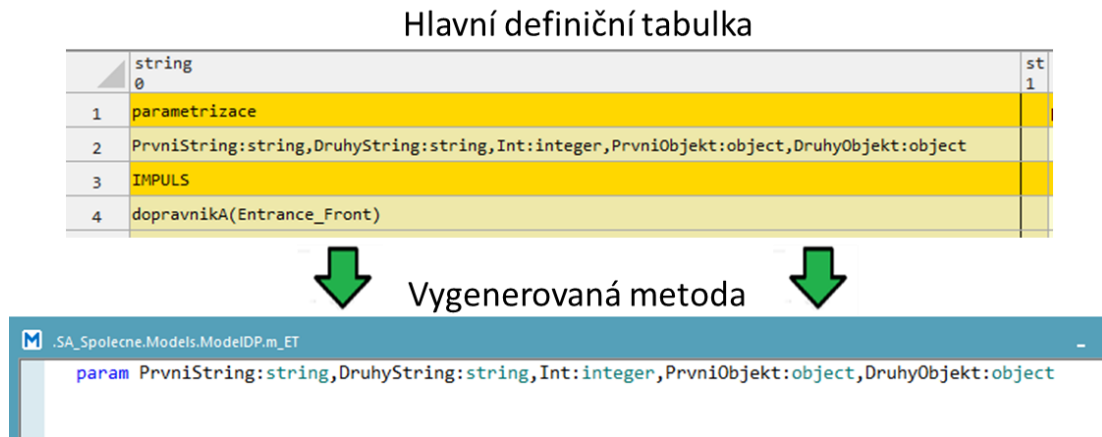 Hlavní definiční tabulka
string st
0 1
1 parametrizace
2 PrvniString:string,DruhyString:string,Int:integer,PrvniObjekt:object,DruhyObjekt:object
3 IMPULS
4 dopravnikA(Entrance_Front)
Vygenerovaná metoda
M .SA_Spolecne.Models.ModelDP.m_ET
param PrvniString:string,DruhyString:string,Int:integer,PrvniObjekt:object,DruhyObjekt:object